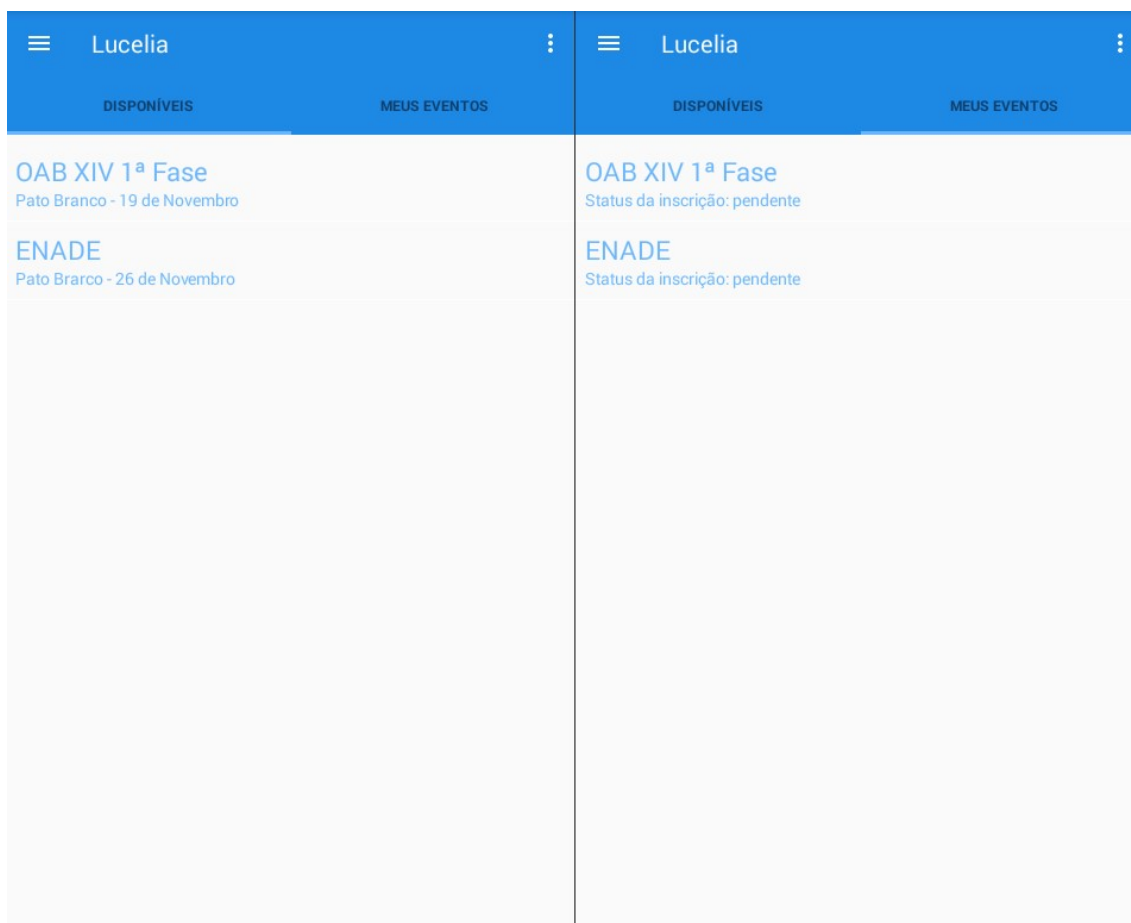 Lucelia
DISPONÍVEIS MEUS EVENTOS
OAB XIV 1ª Fase
Pato Branco - 19 de Novembro
ENADE
Pato Brarco - 26 de Novembro
Lucelia
DISPONÍVEIS MEUS EVENTOS
OAB XIV 1ª Fase
Status da inscrição: pendente
ENADE
Status da inscrição: pendente